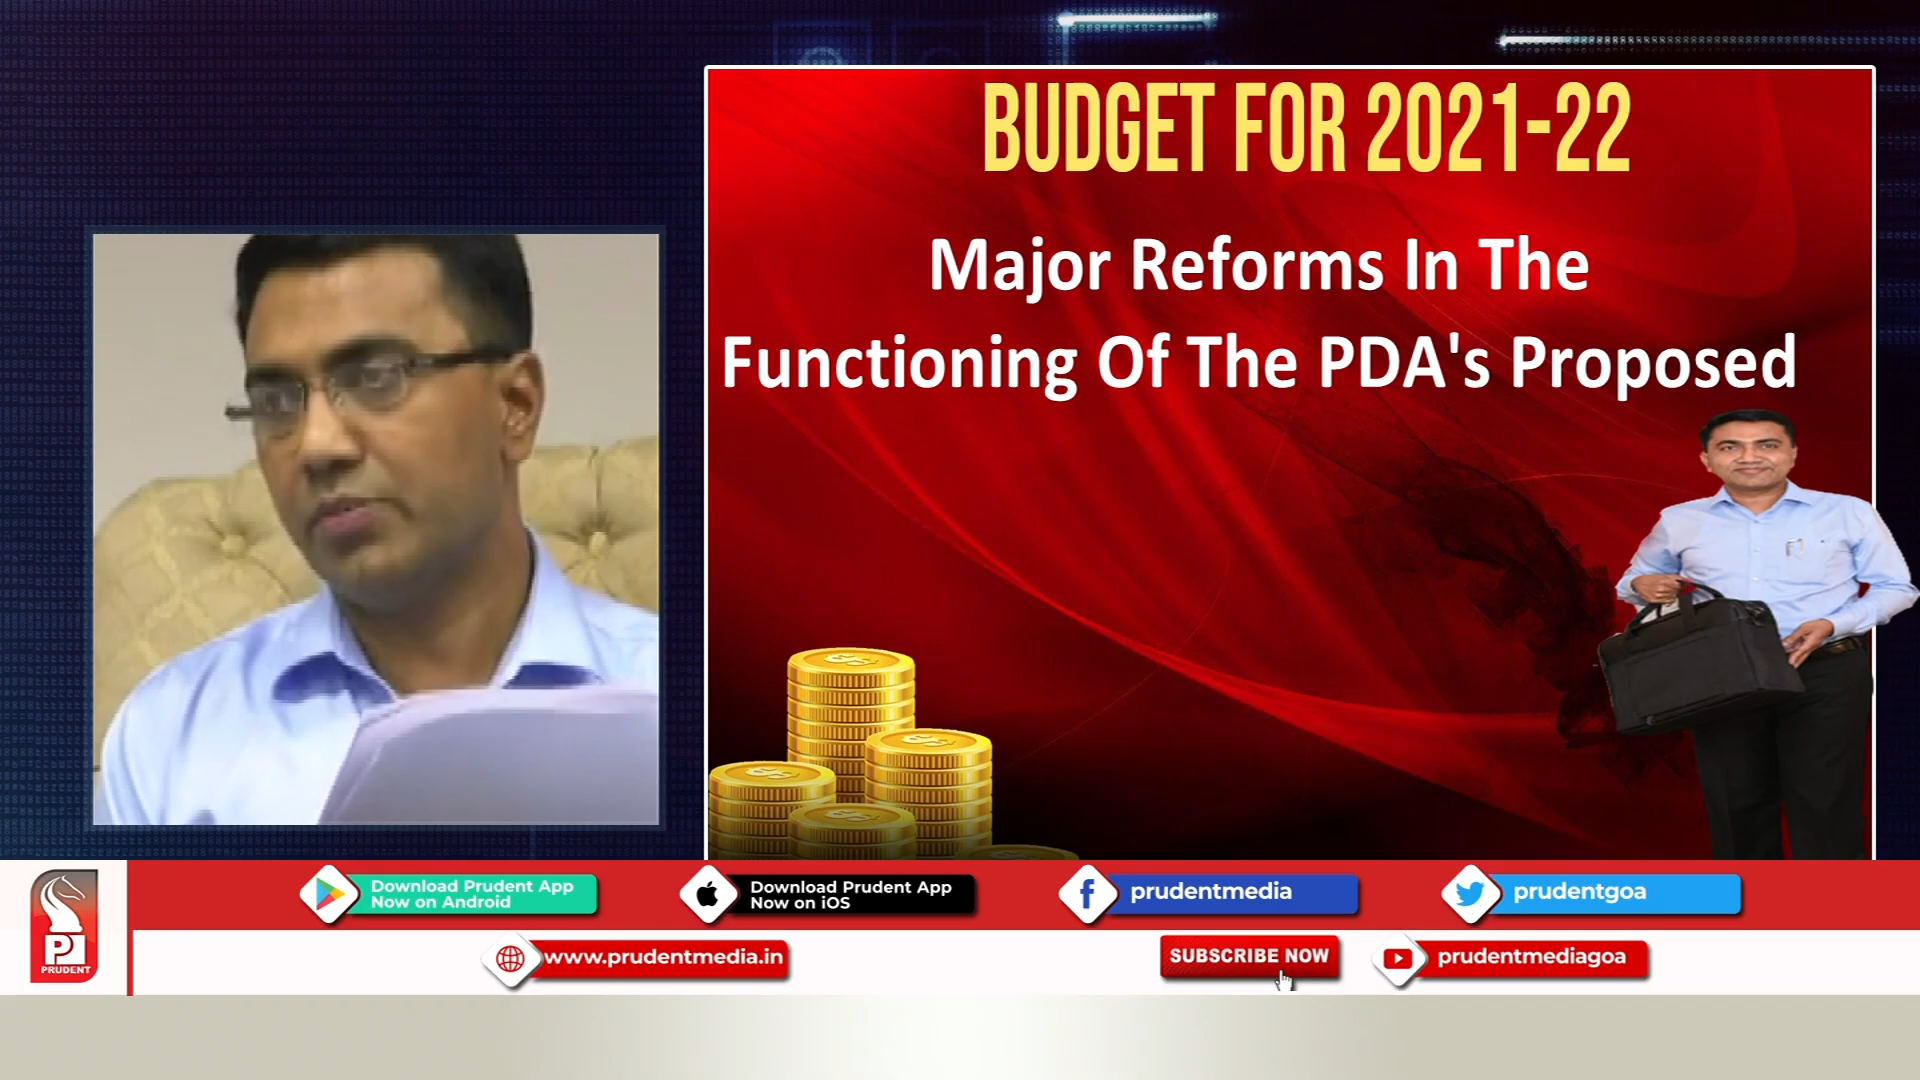 BUDGET FOR 2021-22
Major Reforms In The
Functioning Of The PDA's Proposed
Download Prudent App
Now on Android
Download Prudent App
Now on iOS
prudentmedia
prudentgoa
P
PRUDENT
www.prudentmedia.in
SUBSCRIBE NOW
prudentmediagoa